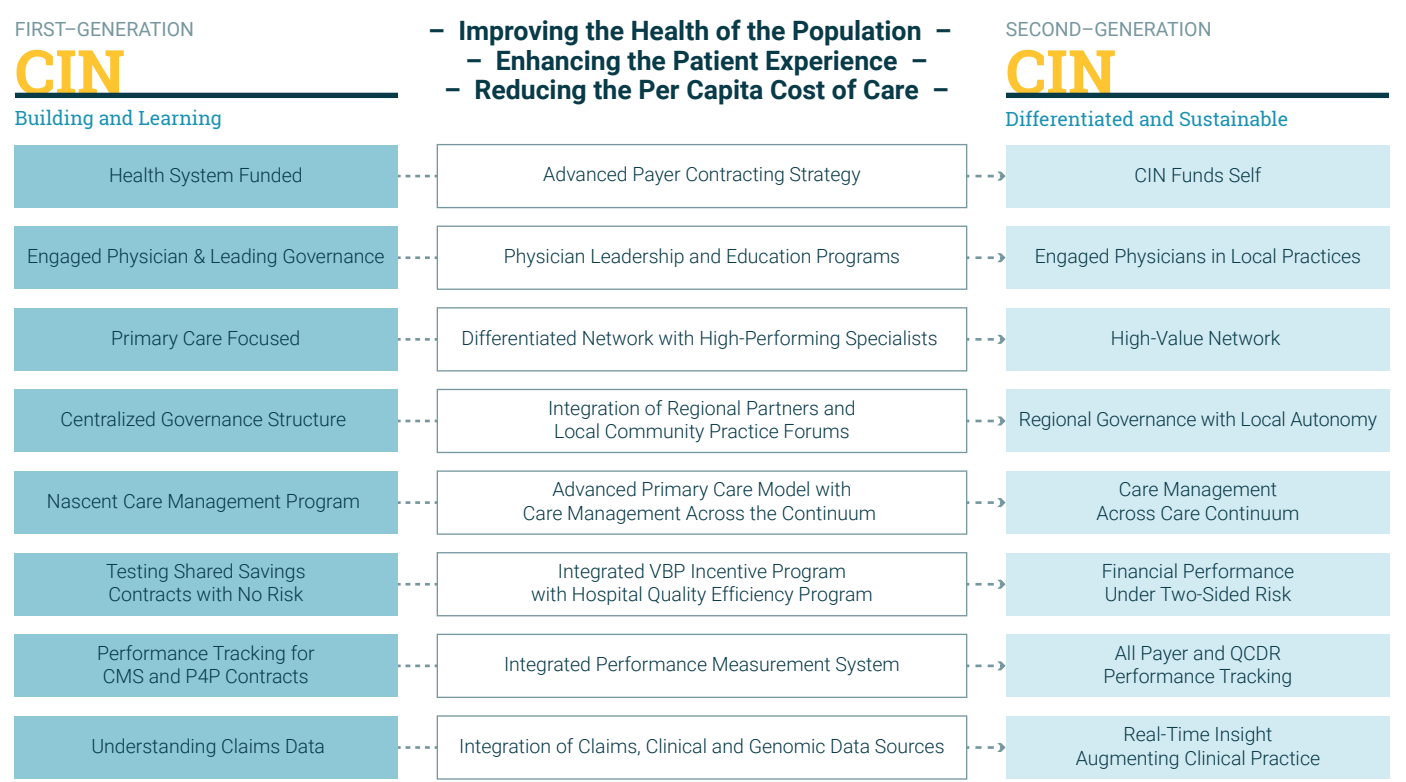 FIRST–GENERATION
CIN
Building and Learning
– Improving the Health of the Population –
– Enhancing the Patient Experience –
– Reducing the Per Capita Cost of Care –
SECOND–GENERATION
CIN
Differentiated and Sustainable
Health System Funded
Advanced Payer Contracting Strategy
CIN Funds Self
Engaged Physician & Leading Governance
Physician Leadership and Education Programs
Engaged Physicians in Local Practices
Primary Care Focused
Differentiated Network with High-Performing Specialists
High-Value Network
Centralized Governance Structure
Integration of Regional Partners and
Local Community Practice Forums
Regional Governance with Local Autonomy
Nascent Care Management Program
Advanced Primary Care Model with
Care Management Across the Continuum
Care Management
Across Care Continuum
Testing Shared Savings
Contracts with No Risk
Integrated VBP Incentive Program
with Hospital Quality Efficiency Program
Financial Performance
Under Two-Sided Risk
Performance Tracking for
CMS and P4P Contracts
Integrated Performance Measurement System
All Payer and QCDR
Performance Tracking
Understanding Claims Data
Integration of Claims, Clinical and Genomic Data Sources
Real-Time Insight
Augmenting Clinical Practice